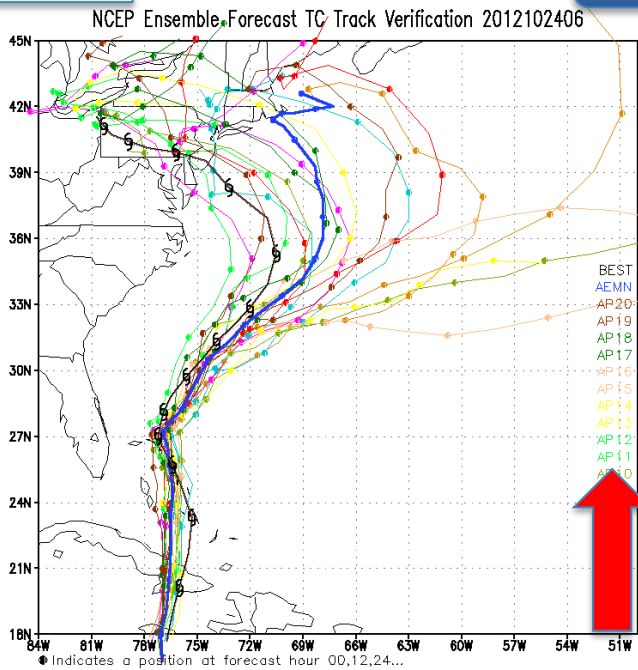 NCEP Ensemble Forecast TC Track Verification 2012102406
45N
42N
39N
36N
33N
30N
27N
24N
21N
18N
BEST
AEMN
AP20
AP19
AP18
AP17
AP16
AP15
AP14
AP13
AP12
AP11
AP10
84W 81W 78W 75W 72W 69W 66W 63W 60W 57W 54W 51W
Indicates a position at forecast hour 00,12,24...